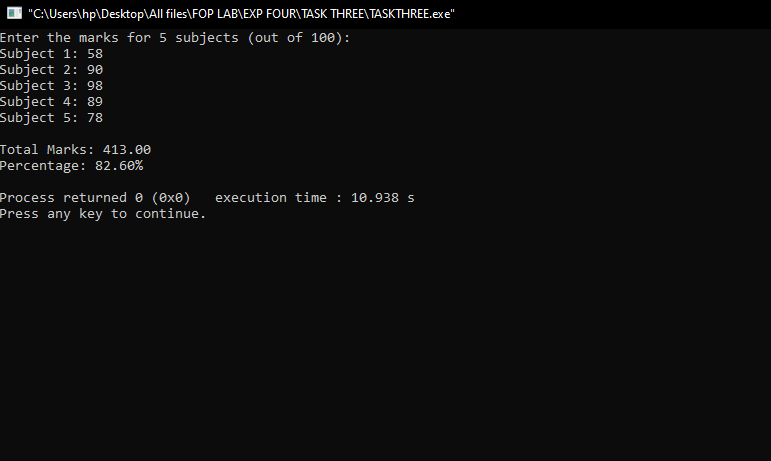 "C:\Users\hp\Desktop\All files\FOP LAB\EXP FOUR\TASK THREE\TASKTHREE.exe"
Enter the marks for 5 subjects (out of 100):
Subject 1: 58
Subject 2: 90
Subject 3: 98
Subject 4: 89
Subject 5: 78
Total Marks: 413.00
Percentage: 82.60%
Process returned 0 (0x0)   execution time : 10.938 s
Press any key to continue.